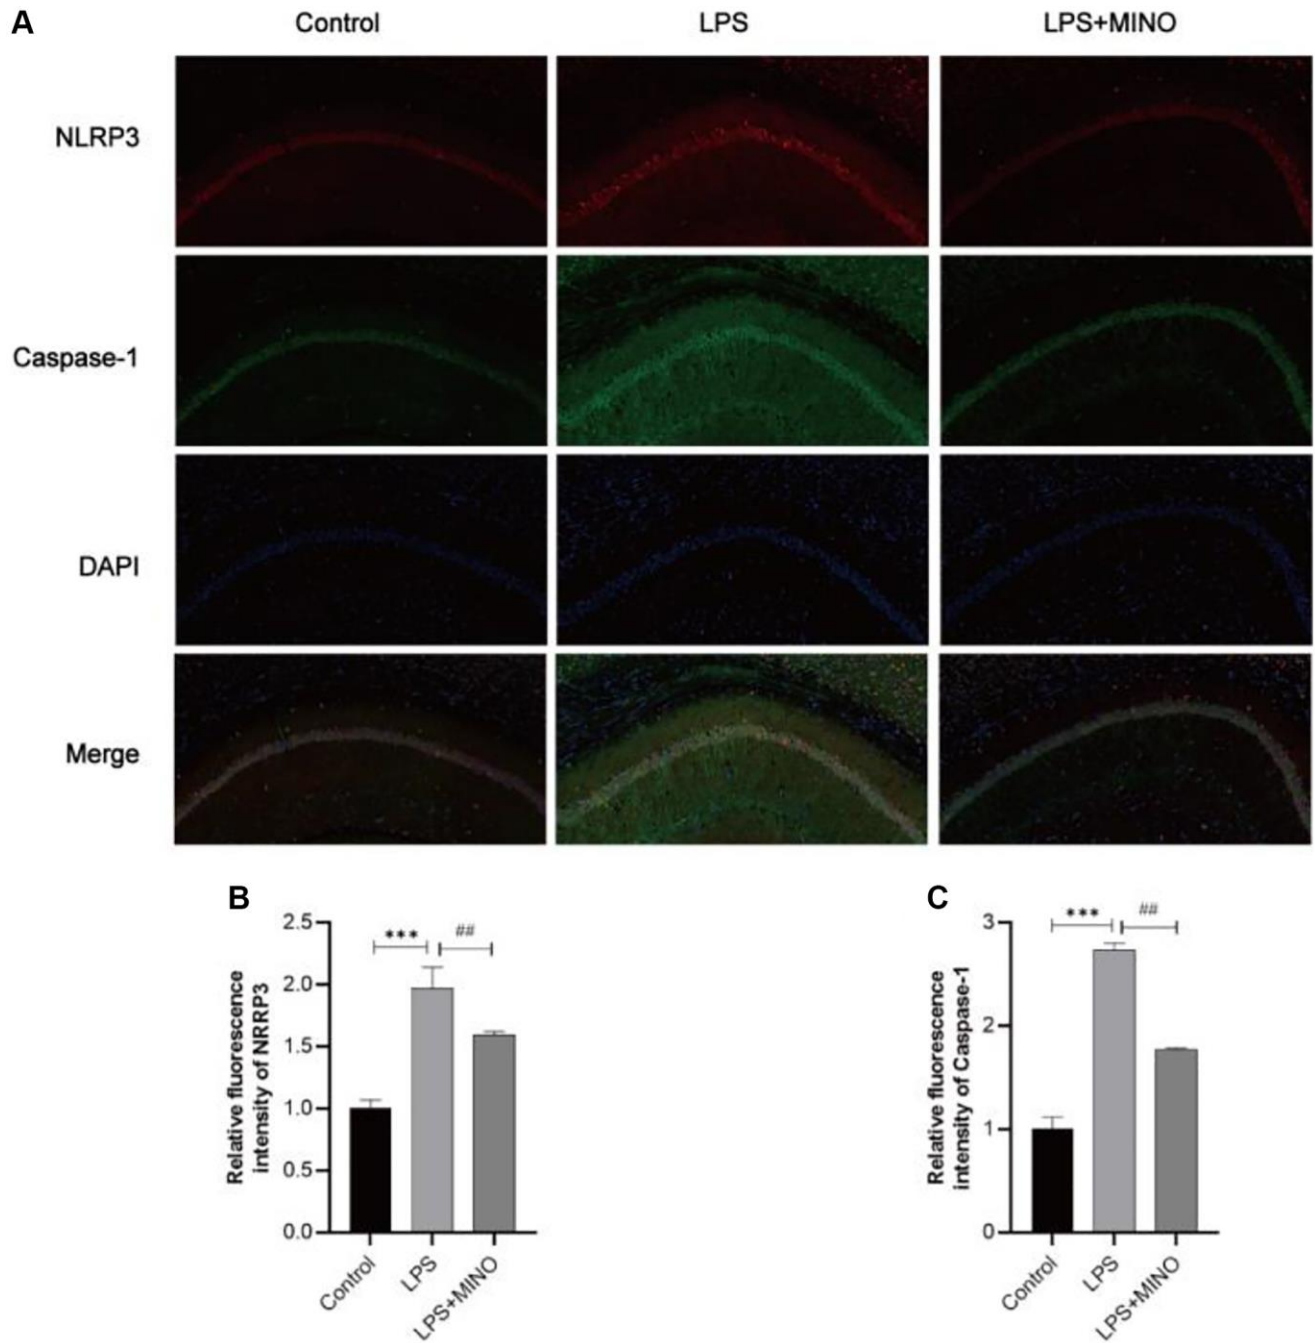 A
Control
LPS
LPS+MINO
NLRP3
Caspase-1
DAPI
Merge
B
Relative fluorescence
intensity of NRRP3
2.5
2.0
1.5
1.0
0.5
0.0
***
##
Control
LPS
LPS+MINO
C
Relative fluorescence
intensity of Caspase-1
3
2
1
0
***
##
Control
LPS
LPS+MINO